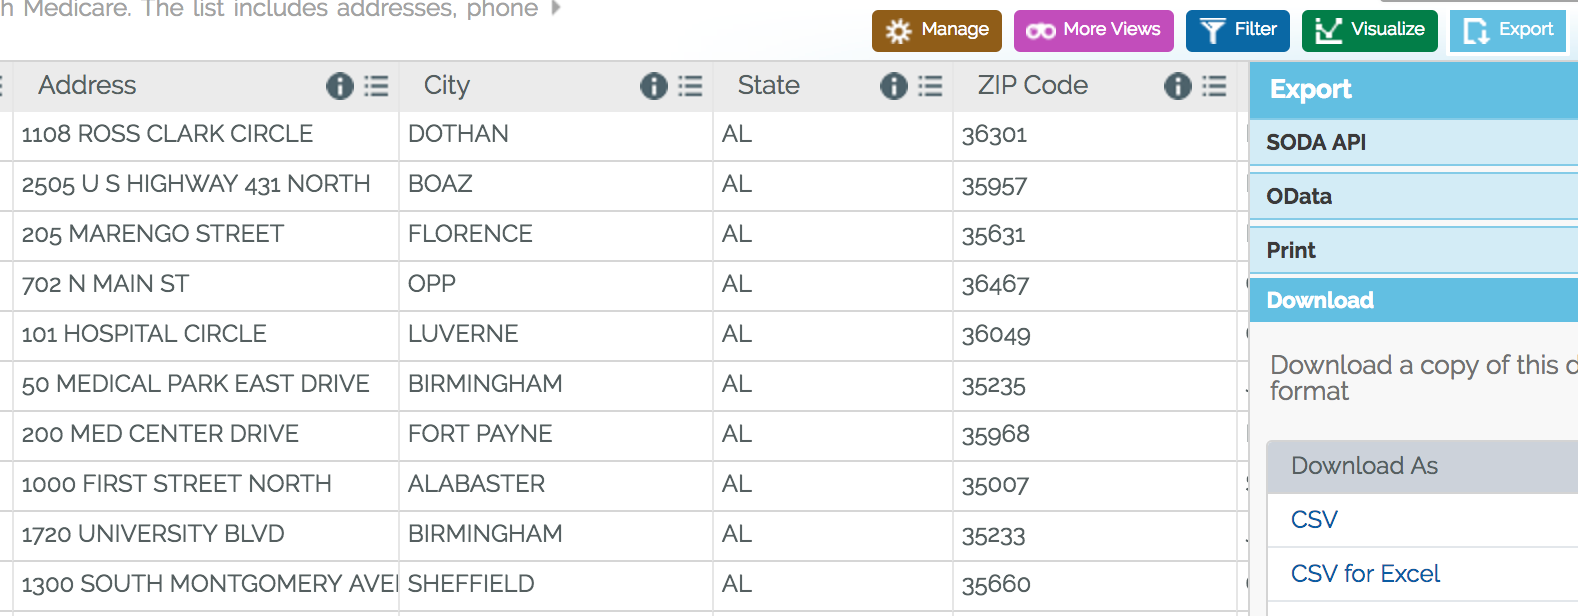 h Medicare. The list includes addresses, phone
Manage More Views Filter Visualize Export
Address City State ZIP Code
1108 ROSS CLARK CIRCLE DOTHAN AL 36301
2505 U S HIGHWAY 431 NORTH BOAZ AL 35957
205 MARENGO STREET FLORENCE AL 35631
702 N MAIN ST OPP AL 36467
101 HOSPITAL CIRCLE LUVERNE AL 36049
50 MEDICAL PARK EAST DRIVE BIRMINGHAM AL 35235
200 MED CENTER DRIVE FORT PAYNE AL 35968
1000 FIRST STREET NORTH ALABASTER AL 35007
1720 UNIVERSITY BLVD BIRMINGHAM AL 35233
1300 SOUTH MONTGOMERY AVE SHEFFIELD AL 35660
Export
SODA API
OData
Print
Download
Download a copy of this
format
Download As
CSV
CSV for Excel